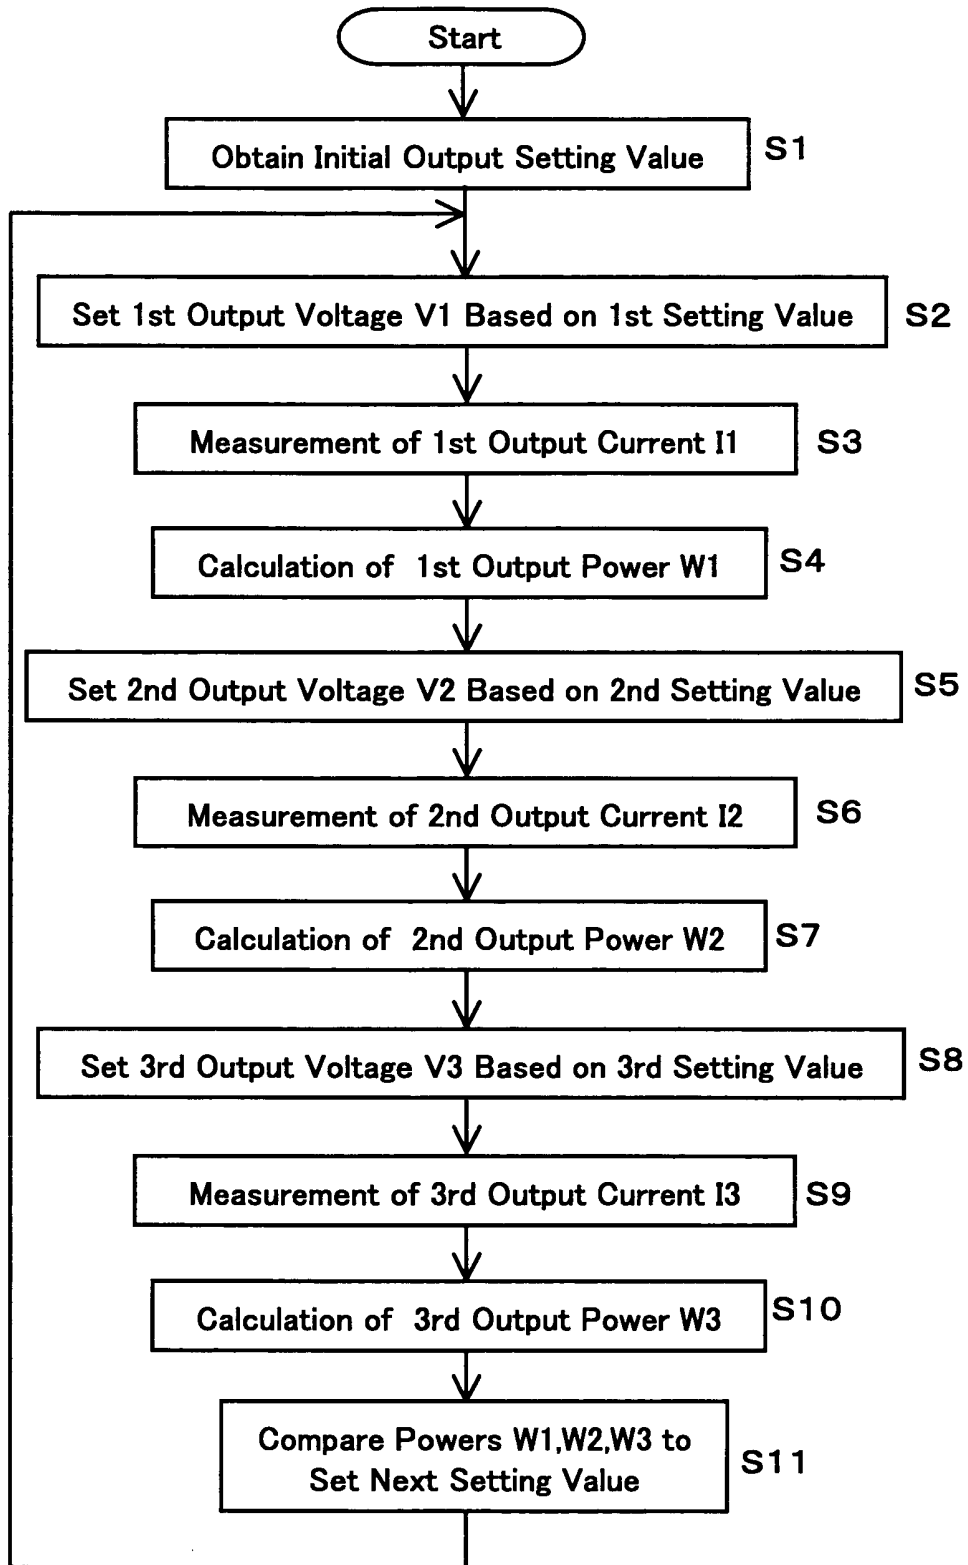 Start
Obtain Initial Output Setting Value
S1
Set 1st Output Voltage V1 Based on 1st Setting Value
S2
Measurement of 1st Output Current I1
S3
Calculation of 1st Output Power W1
S4
Set 2nd Output Voltage V2 Based on 2nd Setting Value
S5
Measurement of 2nd Output Current I2
S6
Calculation of 2nd Output Power W2
S7
Set 3rd Output Voltage V3 Based on 3rd Setting Value
S8
Measurement of 3rd Output Current I3
S9
Calculation of 3rd Output Power W3
S10
Compare Powers W1,W2,W3 to
Set Next Setting Value
S11